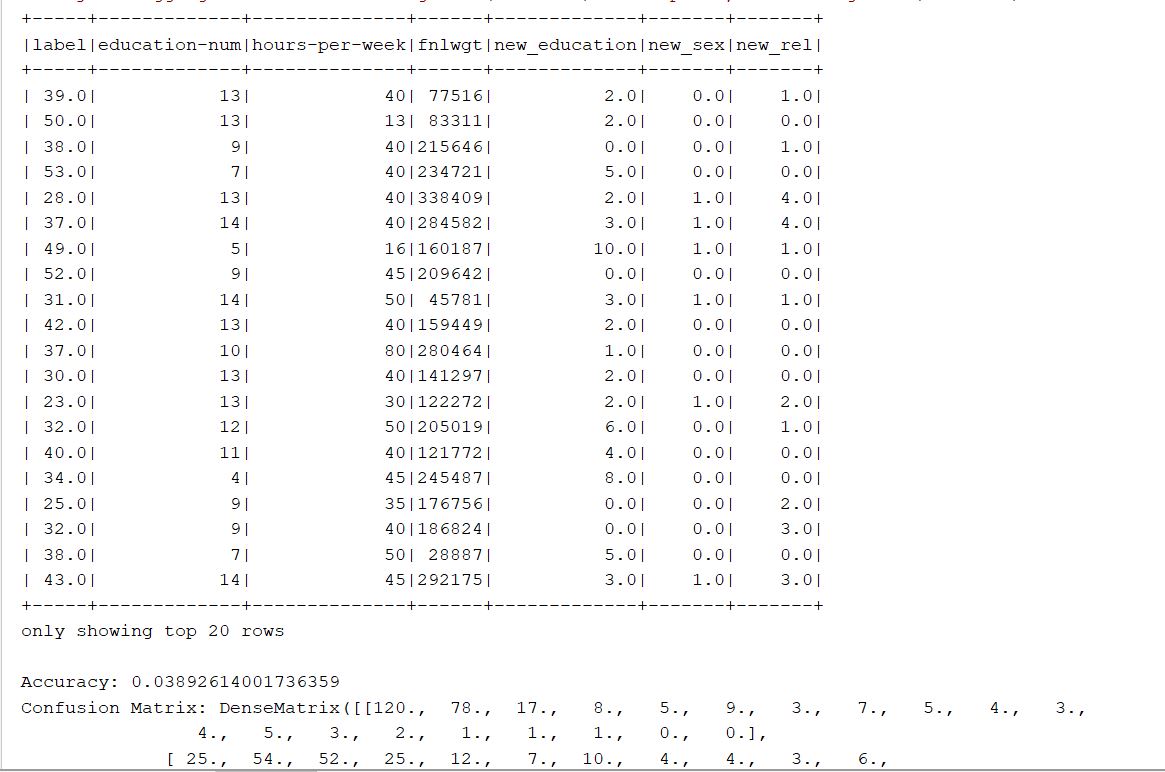 +-----+-------------+--------------+------+-------------+-------+-------+
|label|education-num|hours-per-week|fnlwgt|new_education|new_sex|new_rel|
+-----+-------------+--------------+------+-------------+-------+-------+
| 39.0|           13|            40| 77516|          2.0|    0.0|    1.0|
| 50.0|           13|            13| 83311|          2.0|    0.0|    0.0|
| 38.0|            9|            40|215646|          0.0|    0.0|    1.0|
| 53.0|            7|            40|234721|          5.0|    0.0|    0.0|
| 28.0|           13|            40|338409|          2.0|    1.0|    4.0|
| 37.0|           14|            40|284582|          3.0|    1.0|    4.0|
| 49.0|            5|            16|160187|         10.0|    1.0|    1.0|
| 52.0|            9|            45|209642|          0.0|    0.0|    0.0|
| 31.0|           14|            50| 45781|          3.0|    1.0|    1.0|
| 42.0|           13|            40|159449|          2.0|    0.0|    0.0|
| 37.0|           10|            80|280464|          1.0|    0.0|    0.0|
| 30.0|           13|            40|141297|          2.0|    0.0|    0.0|
| 23.0|           13|            30|122272|          2.0|    1.0|    2.0|
| 32.0|           12|            50|205019|          6.0|    0.0|    1.0|
| 40.0|           11|            40|121772|          4.0|    0.0|    0.0|
| 34.0|            4|            45|245487|          8.0|    0.0|    0.0|
| 25.0|            9|            35|176756|          0.0|    0.0|    2.0|
| 32.0|            9|            40|186824|          0.0|    0.0|    3.0|
| 38.0|            7|            50| 28887|          5.0|    0.0|    0.0|
| 43.0|           14|            45|292175|          3.0|    1.0|    3.0|
+-----+-------------+--------------+------+-------------+-------+-------+
only showing top 20 rows
Accuracy: 0.03892614001736359
Confusion Matrix: DenseMatrix([[120.,  78.,  17.,   8.,   5.,   9.,   3.,   7.,   5.,   4.,   3.,
4.,   5.,   3.,   2.,   1.,   1.,   1.,   0.,   0.],
[ 25.,  54.,  52.,  25.,  12.,   7.,  10.,   4.,   4.,   3.,   6.,